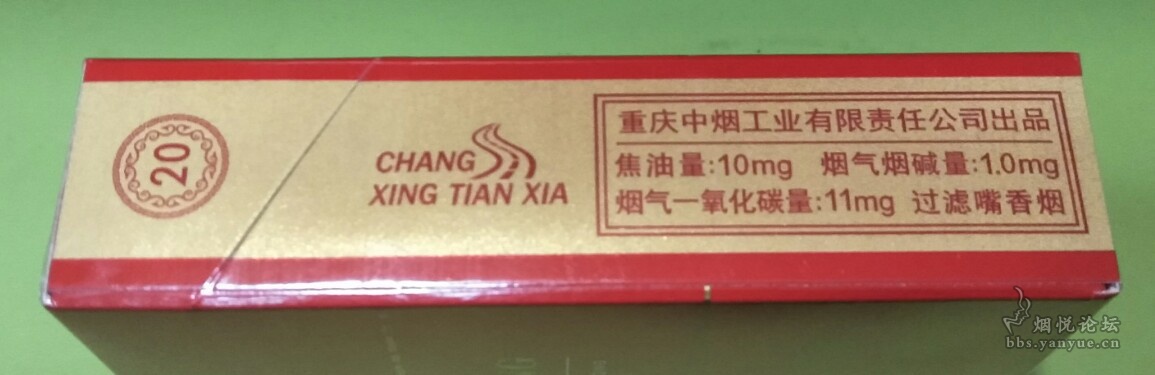 20
CHANG
XING TIAN XIA
重庆中烟工业有限责任公司出品
焦油量:10mg 烟气烟碱量:1.0mg
烟气一氧化碳量:11mg 过滤嘴香烟
烟悦论坛
bbs.yanyue.cn